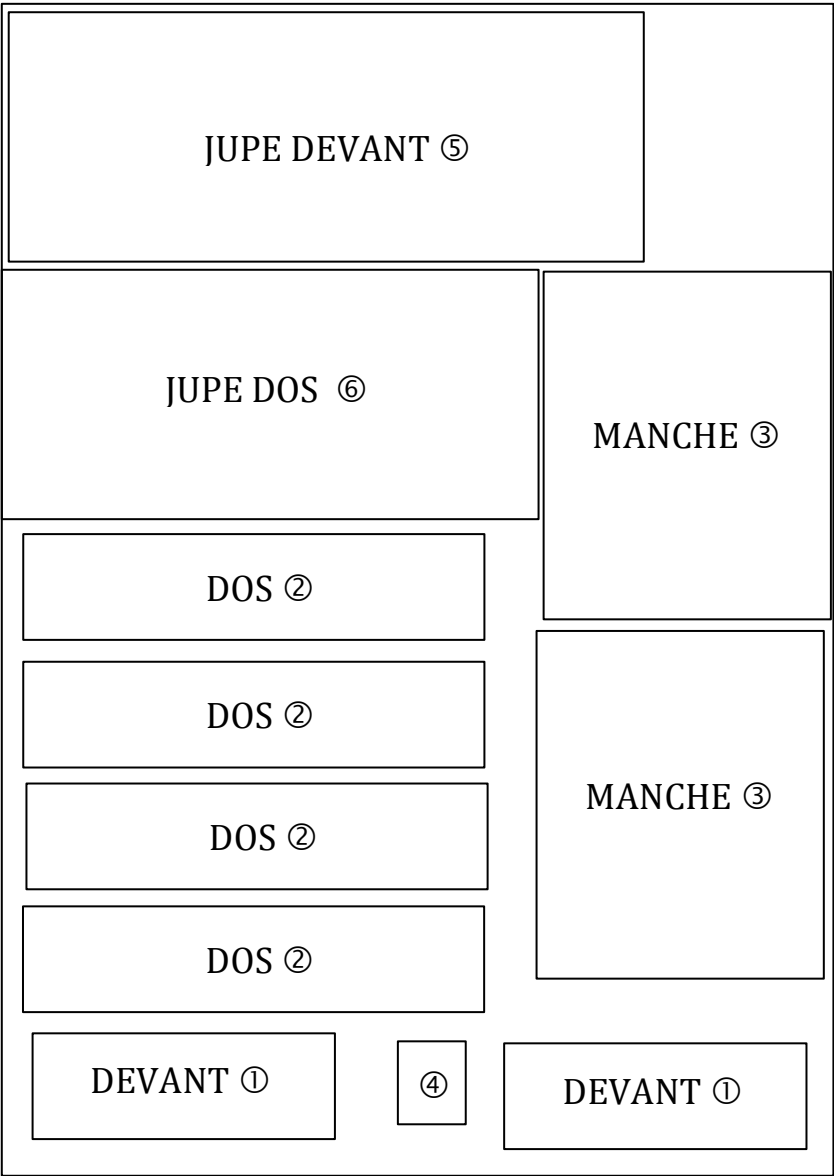 JUPE DEVANT ⑤
JUPE DOS ⑥
MANCHE ③
DOS ②
DOS ②
MANCHE ③
DOS ②
DOS ②
DEVANT ①
④
DEVANT ①